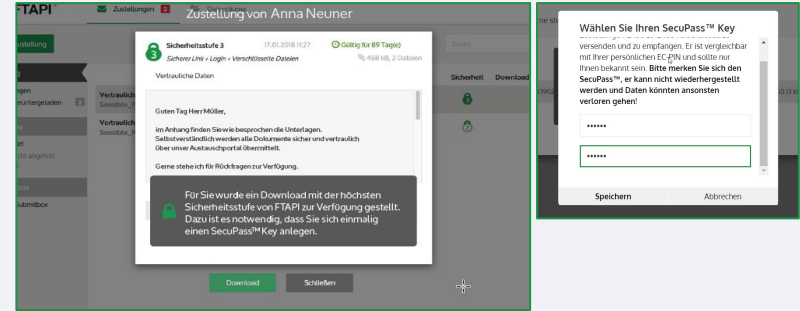 FTAPI
Zustellungen 2
Zustellung von Anna Neuner
Zustellung
Suche
Sicherheitsstufe 3
17.01.2018 11:27
Gültig für 89 Tag(e)
3
Sicherer Link + Login + Verschlüsselte Dateien
458 KB, 2 Dateien
Vertrauliche Daten
Sicherheit
Download
Guten Tag Herr Müller,
im Anhang finden Sie wie besprochen die Unterlagen.
Selbstverständlich werden alle Dokumente sicher und vertraulich
über unser Austauschportal übermittelt.
Gerne stehe ich für Rückfragen zur Verfügung.
Für Sie wurde ein Download mit der höchsten
Sicherheitsstufe von FTAPI zur Verfügung gestellt.
Dazu ist es notwendig, dass Sie sich einmalig
einen SecuPass™ Key anlegen.
Submitbox
Download
Schließen
Wählen Sie Ihren SecuPass™ Key
versenden und zu empfangen. Er ist vergleichbar
mit Ihrer persönlichen EC-PIN und sollte nur
Ihnen bekannt sein. Bitte merken Sie sich den
SecuPass™, er kann nicht wiederhergestellt
werden und Daten könnten ansonsten
verloren gehen!
••••••
••••••
Speichern
Abbrechen